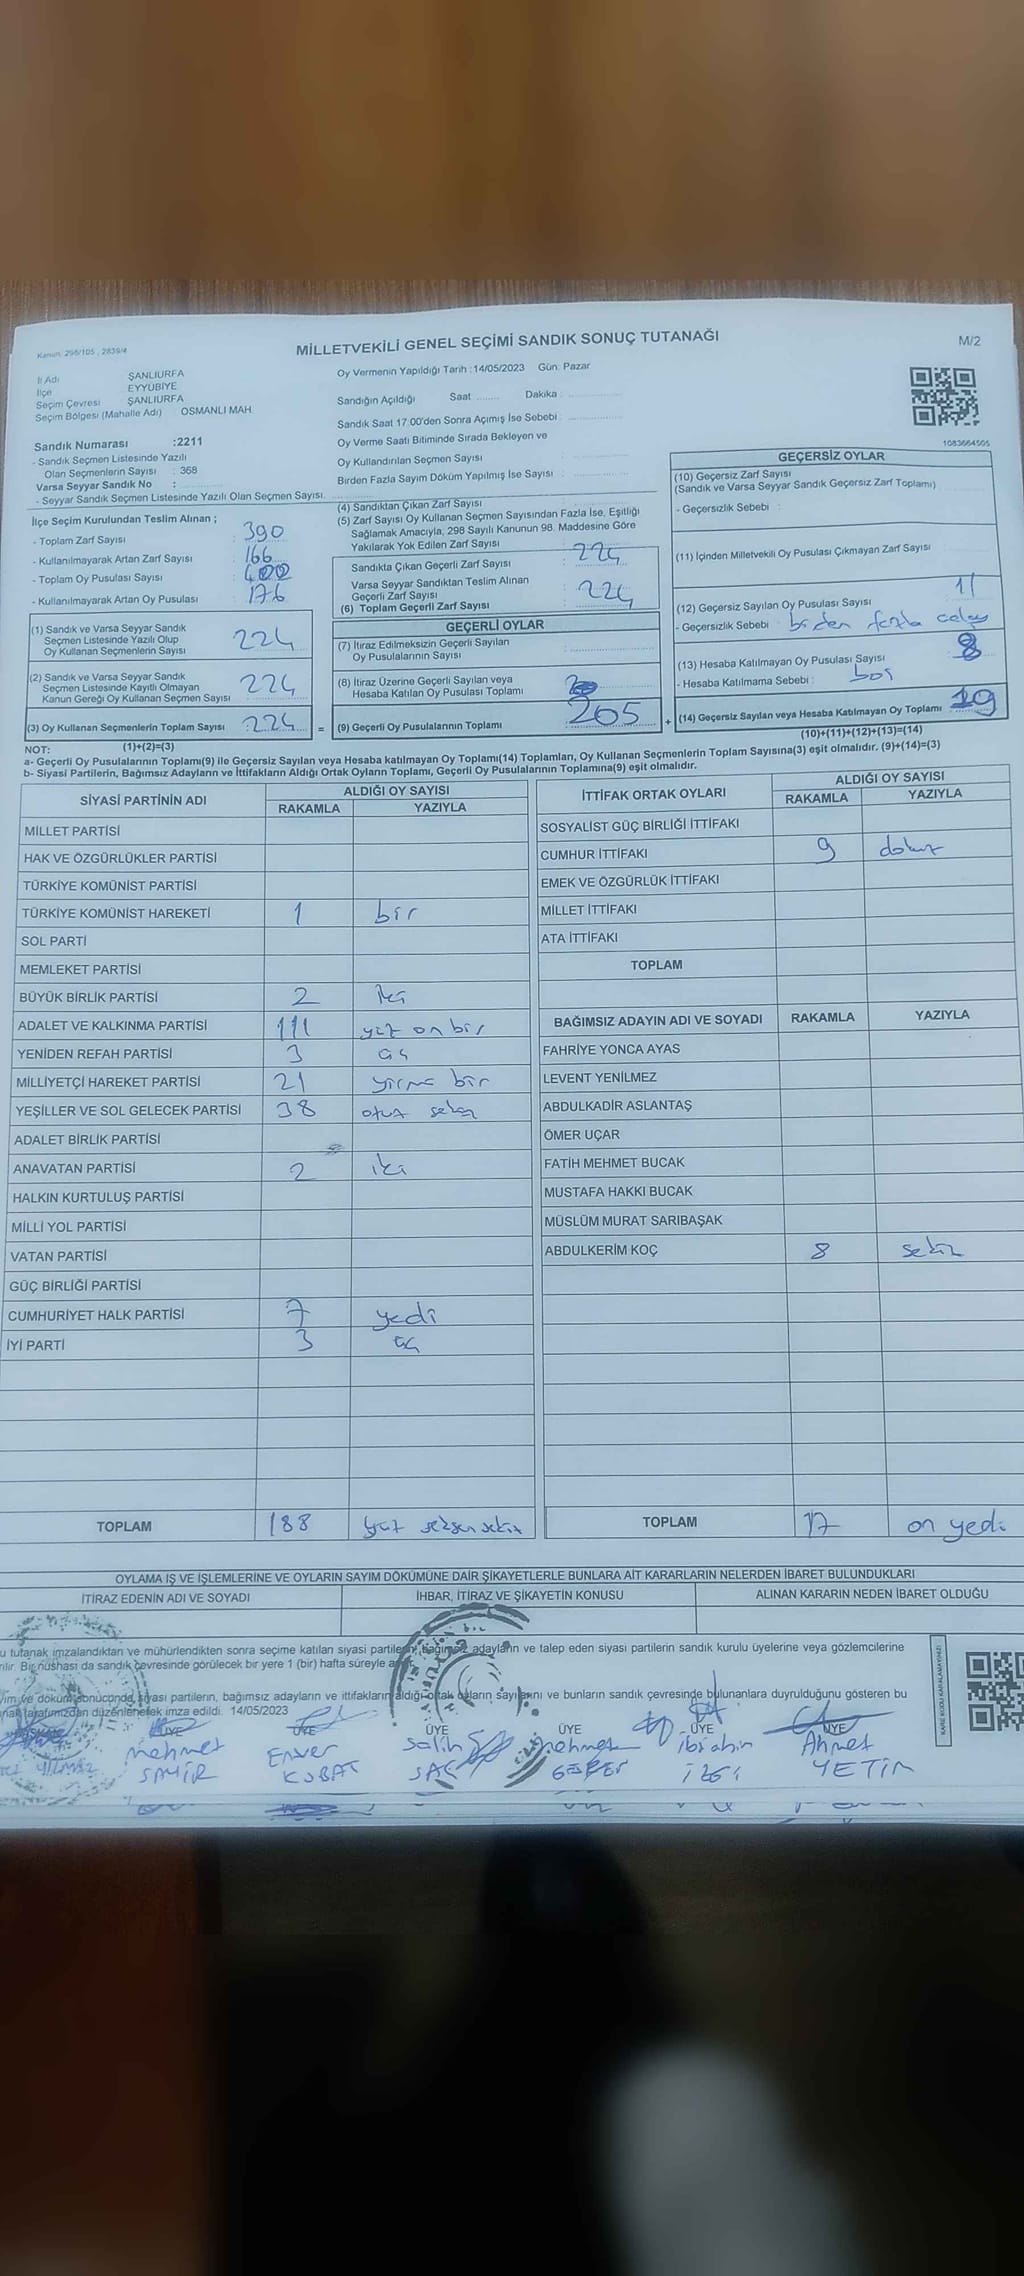 Kanun: 298/105 , 2839/4
MİLLETVEKİLİ GENEL SEÇİMİ SANDIK SONUÇ TUTANAĞI
M/2
İl Adı ŞANLIURFA
İlçe EYYÜBİYE
Seçim Çevresi ŞANLIURFA
Seçim Bölgesi (Mahalle Adı) OSMANLI MAH
Sandık Numarası :2211
- Sandık Seçmen Listesinde Yazılı
Olan Seçmenlerin Sayısı : 368
Varsa Seyyar Sandık No :
- Seyyar Sandık Seçmen Listesinde Yazılı Olan Seçmen Sayısı.
Oy Vermenin Yapıldığı Tarih :14/05/2023 Gün. Pazar
Sandığın Açıldığı Saat ........ Dakika : ................
Sandık Saat 17:00'den Sonra Açımış İse Sebebi : ................
Oy Verme Saati Bitiminde Sırada Bekleyen ve
Oy Kullandırılan Seçmen Sayısı :
Birden Fazla Sayım Döküm Yapılmış İse Sayısı :
1083664505
İlçe Seçim Kurulundan Teslim Alınan ;
- Toplam Zarf Sayısı : 390
- Kullanılmayarak Artan Zarf Sayısı : 166
- Toplam Oy Pusulası Sayısı : 400
- Kullanılmayarak Artan Oy Pusulası : 176
(1) Sandık ve Varsa Seyyar Sandık
Seçmen Listesinde Yazılı Olup
Oy Kullanan Seçmenlerin Sayısı 224
(2) Sandık ve Varsa Seyyar Sandık
Seçmen Listesinde Kayıtlı Olmayan
Kanun Gereği Oy Kullanan Seçmen Sayısı 224
(3) Oy Kullanan Seçmenlerin Toplam Sayısı : 224 =
(4) Sandıktan Çıkan Zarf Sayısı
(5) Zarf Sayısı Oy Kullanan Seçmen Sayısından Fazla İse, Eşitliği
Sağlamak Amacıyla, 298 Sayılı Kanunun 98. Maddesine Göre
Yakılarak Yok Edilen Zarf Sayısı
Sandıkta Çıkan Geçerli Zarf Sayısı : 224
Varsa Seyyar Sandıktan Teslim Alınan
Geçerli Zarf Sayısı
(6) Toplam Geçerli Zarf Sayısı : 224
GEÇERLİ OYLAR
(7) İtiraz Edilmeksizin Geçerli Sayılan
Oy Pusulalarının Sayısı
(8) İtiraz Üzerine Geçerli Sayılan veya
Hesaba Katılan Oy Pusulası Toplamı
(9) Geçerli Oy Pusulalarının Toplamı : 205 +
GEÇERSİZ OYLAR
(10) Geçersiz Zarf Sayısı
(Sandık ve Varsa Seyyar Sandık Geçersiz Zarf Toplamı)
- Geçersizlik Sebebi :
(11) İçinden Milletvekili Oy Pusulası Çıkmayan Zarf Sayısı
(12) Geçersiz Sayılan Oy Pusulası Sayısı 11
- Geçersizlik Sebebi : birden fazla
(13) Hesaba Katılmayan Oy Pusulası Sayısı 8
- Hesaba Katılmama Sebebi : boş
(14) Geçersiz Sayılan veya Hesaba Katılmayan Oy Toplamı 19
(10)+(11)+(12)+(13)=(14)
NOT: (1)+(2)=(3)
a- Geçerli Oy Pusulalarının Toplamı(9) ile Geçersiz Sayılan veya Hesaba katılmayan Oy Toplamı(14) Toplamları, Oy Kullanan Seçmenlerin Toplam Sayısına(3) eşit olmalıdır. (9)+(14)=(3)
b- Siyasi Partilerin, Bağımsız Adayların ve İttifakların Aldığı Ortak Oyların Toplamı, Geçerli Oy Pusulalarının Toplamına(9) eşit olmalıdır.
SİYASİ PARTİNİN ADI ALDIĞI OY SAYISI
RAKAMLA YAZIYLA
MİLLET PARTİSİ
HAK VE ÖZGÜRLÜKLER PARTİSİ
TÜRKİYE KOMÜNİST PARTİSİ
TÜRKİYE KOMÜNİST HAREKETİ 1 bir
SOL PARTİ
MEMLEKET PARTİSİ
BÜYÜK BİRLİK PARTİSİ 2 iki
ADALET VE KALKINMA PARTİSİ 111 yüz on bir
YENİDEN REFAH PARTİSİ 3 üç
MİLLİYETÇİ HAREKET PARTİSİ 21 yirmi bir
YEŞİLLER VE SOL GELECEK PARTİSİ 38 otuz sekiz
ADALET BİRLİK PARTİSİ
ANAVATAN PARTİSİ 2 iki
HALKIN KURTULUŞ PARTİSİ
MİLLİ YOL PARTİSİ
VATAN PARTİSİ
GÜÇ BİRLİĞİ PARTİSİ
CUMHURİYET HALK PARTİSİ 7 yedi
İYİ PARTİ 3 üç
TOPLAM 188 yüz seksen sekiz
İTTİFAK ORTAK OYLARI ALDIĞI OY SAYISI
RAKAMLA YAZIYLA
SOSYALİST GÜÇ BİRLİĞİ İTTİFAKI
CUMHUR İTTİFAKI 9 dokuz
EMEK VE ÖZGÜRLÜK İTTİFAKI
MİLLET İTTİFAKI
ATA İTTİFAKI
TOPLAM
BAĞIMSIZ ADAYIN ADI VE SOYADI RAKAMLA YAZIYLA
FAHRİYE YONCA AYAS
LEVENT YENİLMEZ
ABDULKADİR ASLANTAŞ
ÖMER UÇAR
FATİH MEHMET BUCAK
MUSTAFA HAKKI BUCAK
MÜSLÜM MURAT SARIBAŞAK
ABDULKERİM KOÇ 8 sekiz
TOPLAM 17 on yedi
OYLAMA İŞ VE İŞLEMLERİNE VE OYLARIN SAYIM DÖKÜMÜNE DAİR ŞİKAYETLERLE BUNLARA AİT KARARLARIN NELERDEN İBARET BULUNDUKLARI
İTİRAZ EDENİN ADI VE SOYADI İHBAR, İTİRAZ VE ŞİKAYETİN KONUSU ALINAN KARARIN NEDEN İBARET OLDUĞU
u tutanak imzalandıktan ve mühürlendikten sonra seçime katılan siyasi partilerin, bağımsız adayların ve talep eden siyasi partilerin sandık kurulu üyelerine veya gözlemcilerine
rilir. Bir nüshası da sandık çevresinde görülecek bir yere 1 (bir) hafta süreyle
yım ve döküm sonucunda siyasi partilerin, bağımsız adayların ve ittifakların aldığı ortak oyların sayılarını ve bunların sandık çevresinde bulunanlara duyrulduğunu gösteren bu
nak tarafımızdan düzenlenerek imza edildi. 14/05/2023
ÜYE ÜYE ÜYE ÜYE ÜYE ÜYE
Mehmet Enver Salih Mehmet İbrahim Ahmet
YILMAZ KUBAT YETİM
KARE KODU KARALAMAYINIZ!